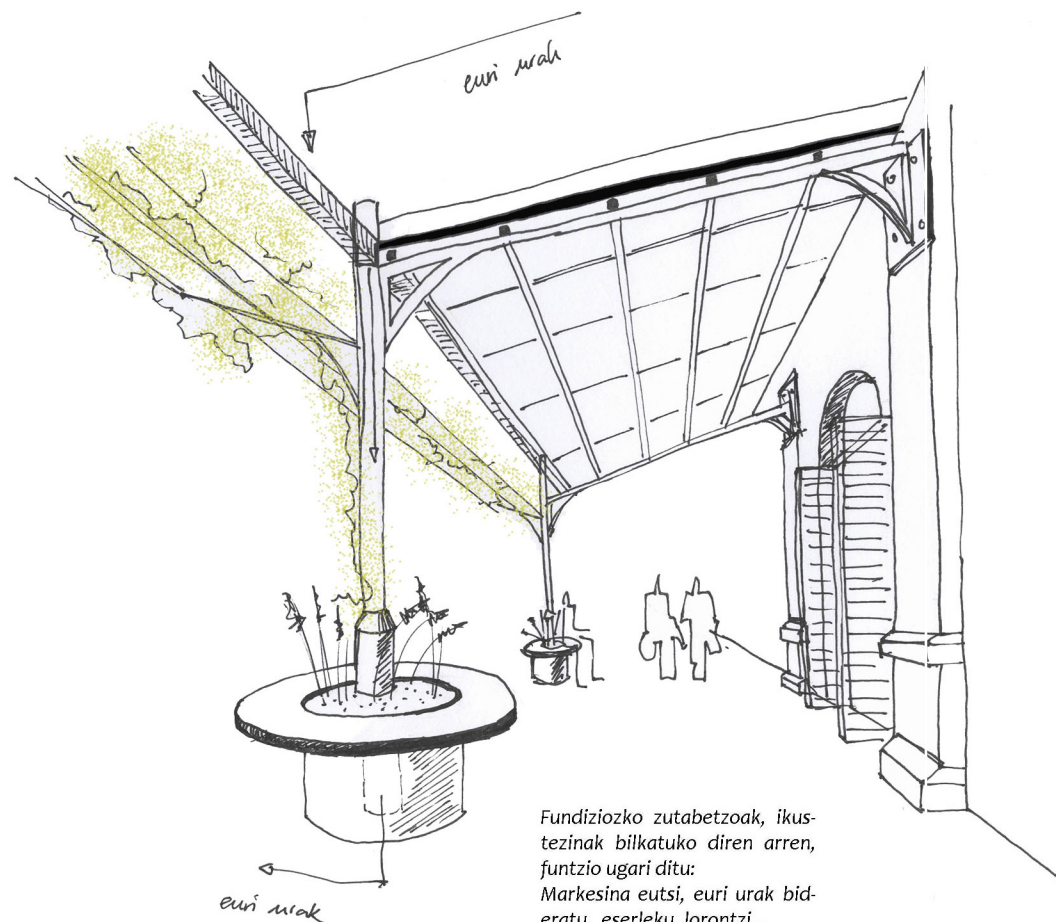 euri urak
Fundiziozko zutabetzoak, ikus-
tezinak bilkatuko diren arren,
funtzio ugari ditu:
Markesina eutsi, euri urak bid-
eratu, eserleku, lorontzi...
euri urak